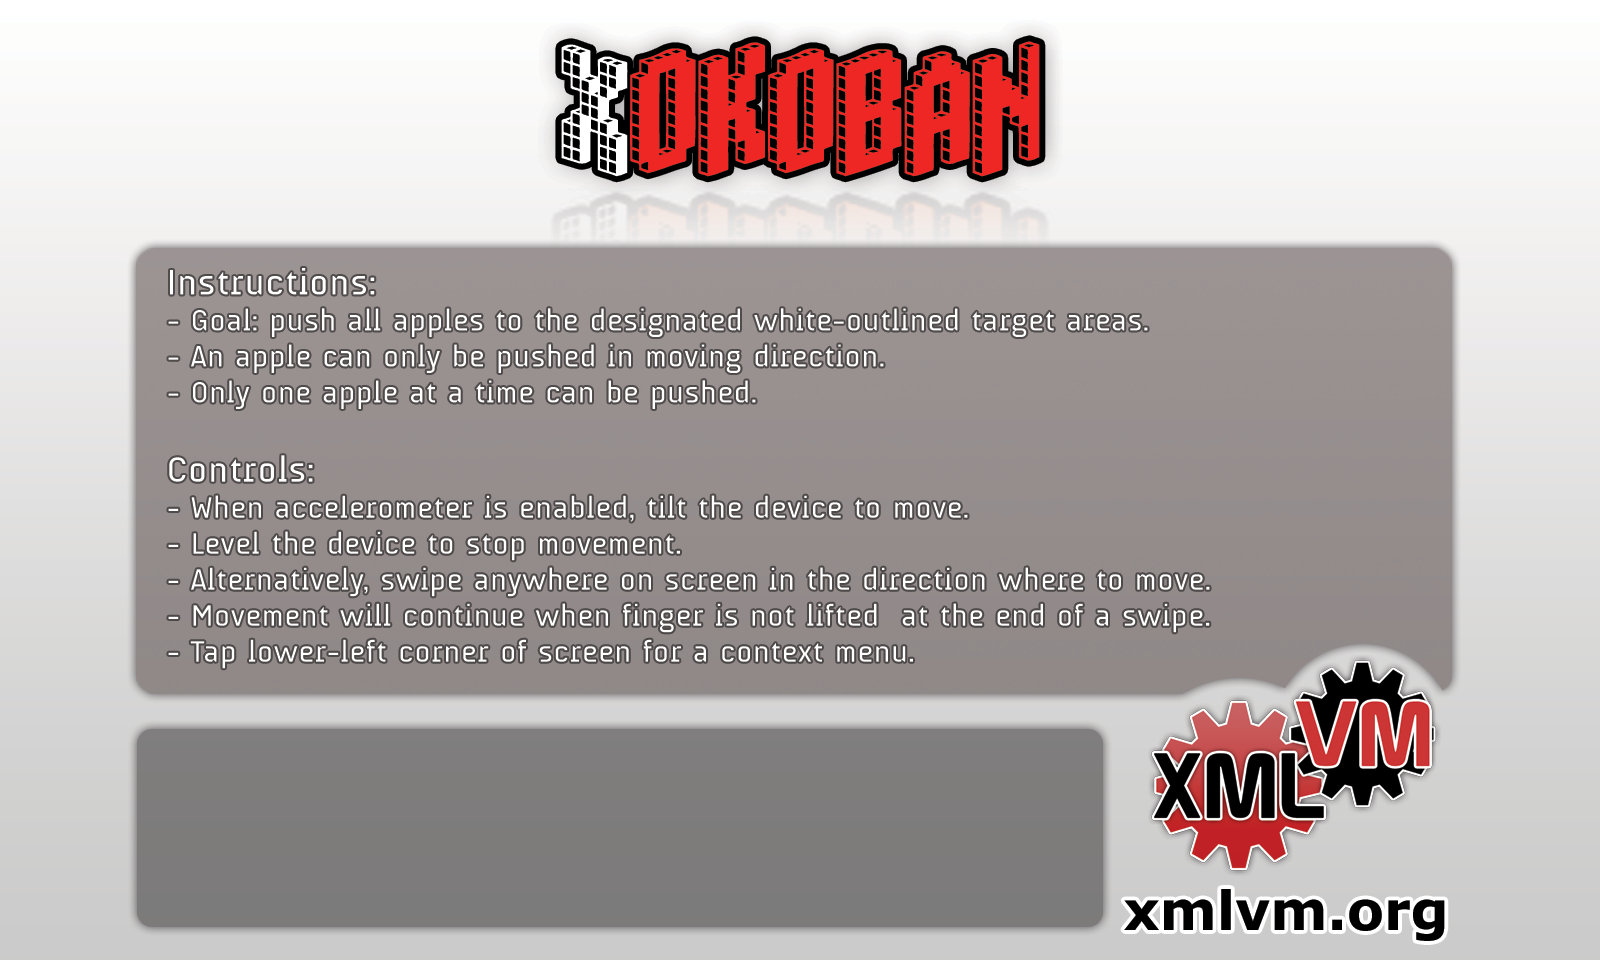 XOKOBAN
Instructions:
- Goal: push all apples to the designated white-outlined target areas.
- An apple can only be pushed in moving direction.
- Only one apple at a time can be pushed.
Controls:
- When accelerometer is enabled, tilt the device to move.
- Level the device to stop movement.
- Alternatively, swipe anywhere on screen in the direction where to move.
- Movement will continue when finger is not lifted  at the end of a swipe.
- Tap lower-left corner of screen for a context menu.
XMLVM
xmlvm.org